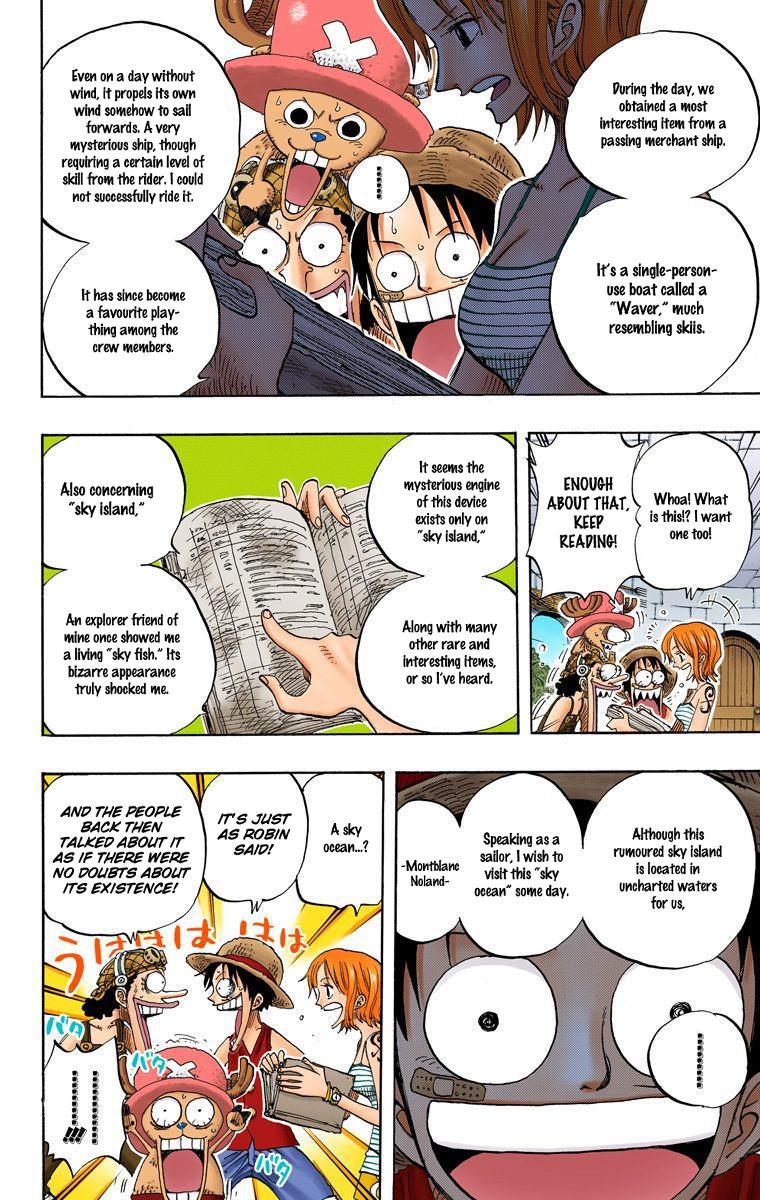 During the day, we
obtained a most
interesting item from a
passing merchant ship.
It's a single-person-
use boat called a
"Waver," much
resembling skiis.
Even on a day without
wind, it propels its own
wind somehow to sail
forwards. A very
mysterious ship, though
requiring a certain level of
skill from the rider. I could
not successfully ride it.
It has since become
a favourite play-
thing among the
crew members.
Whoa! What
is this!? I want
one too!
ENOUGH
ABOUT THAT,
KEEP
READING!
It seems the
mysterious engine
of this device
exists only on
"sky island,"
Along with many
other rare and
interesting items,
or so I've heard.
Also concerning
"sky island,"
An explorer friend of
mine once showed me
a living "sky fish." Its
bizarre appearance
truly shocked me.
Although this
rumoured sky island
is located in
uncharted waters
for us,
Speaking as a
sailor, I wish to
visit this "sky
ocean" some day.
-Montblanc
Noland-
A sky
ocean...?
IT'S JUST
AS ROBIN
SAID!
AND THE PEOPLE
BACK THEN
TALKED ABOUT IT
AS IF THERE WERE
NO DOUBTS ABOUT
ITS EXISTENCE!
うはははは はは
バタ
バタ
バタ
!!